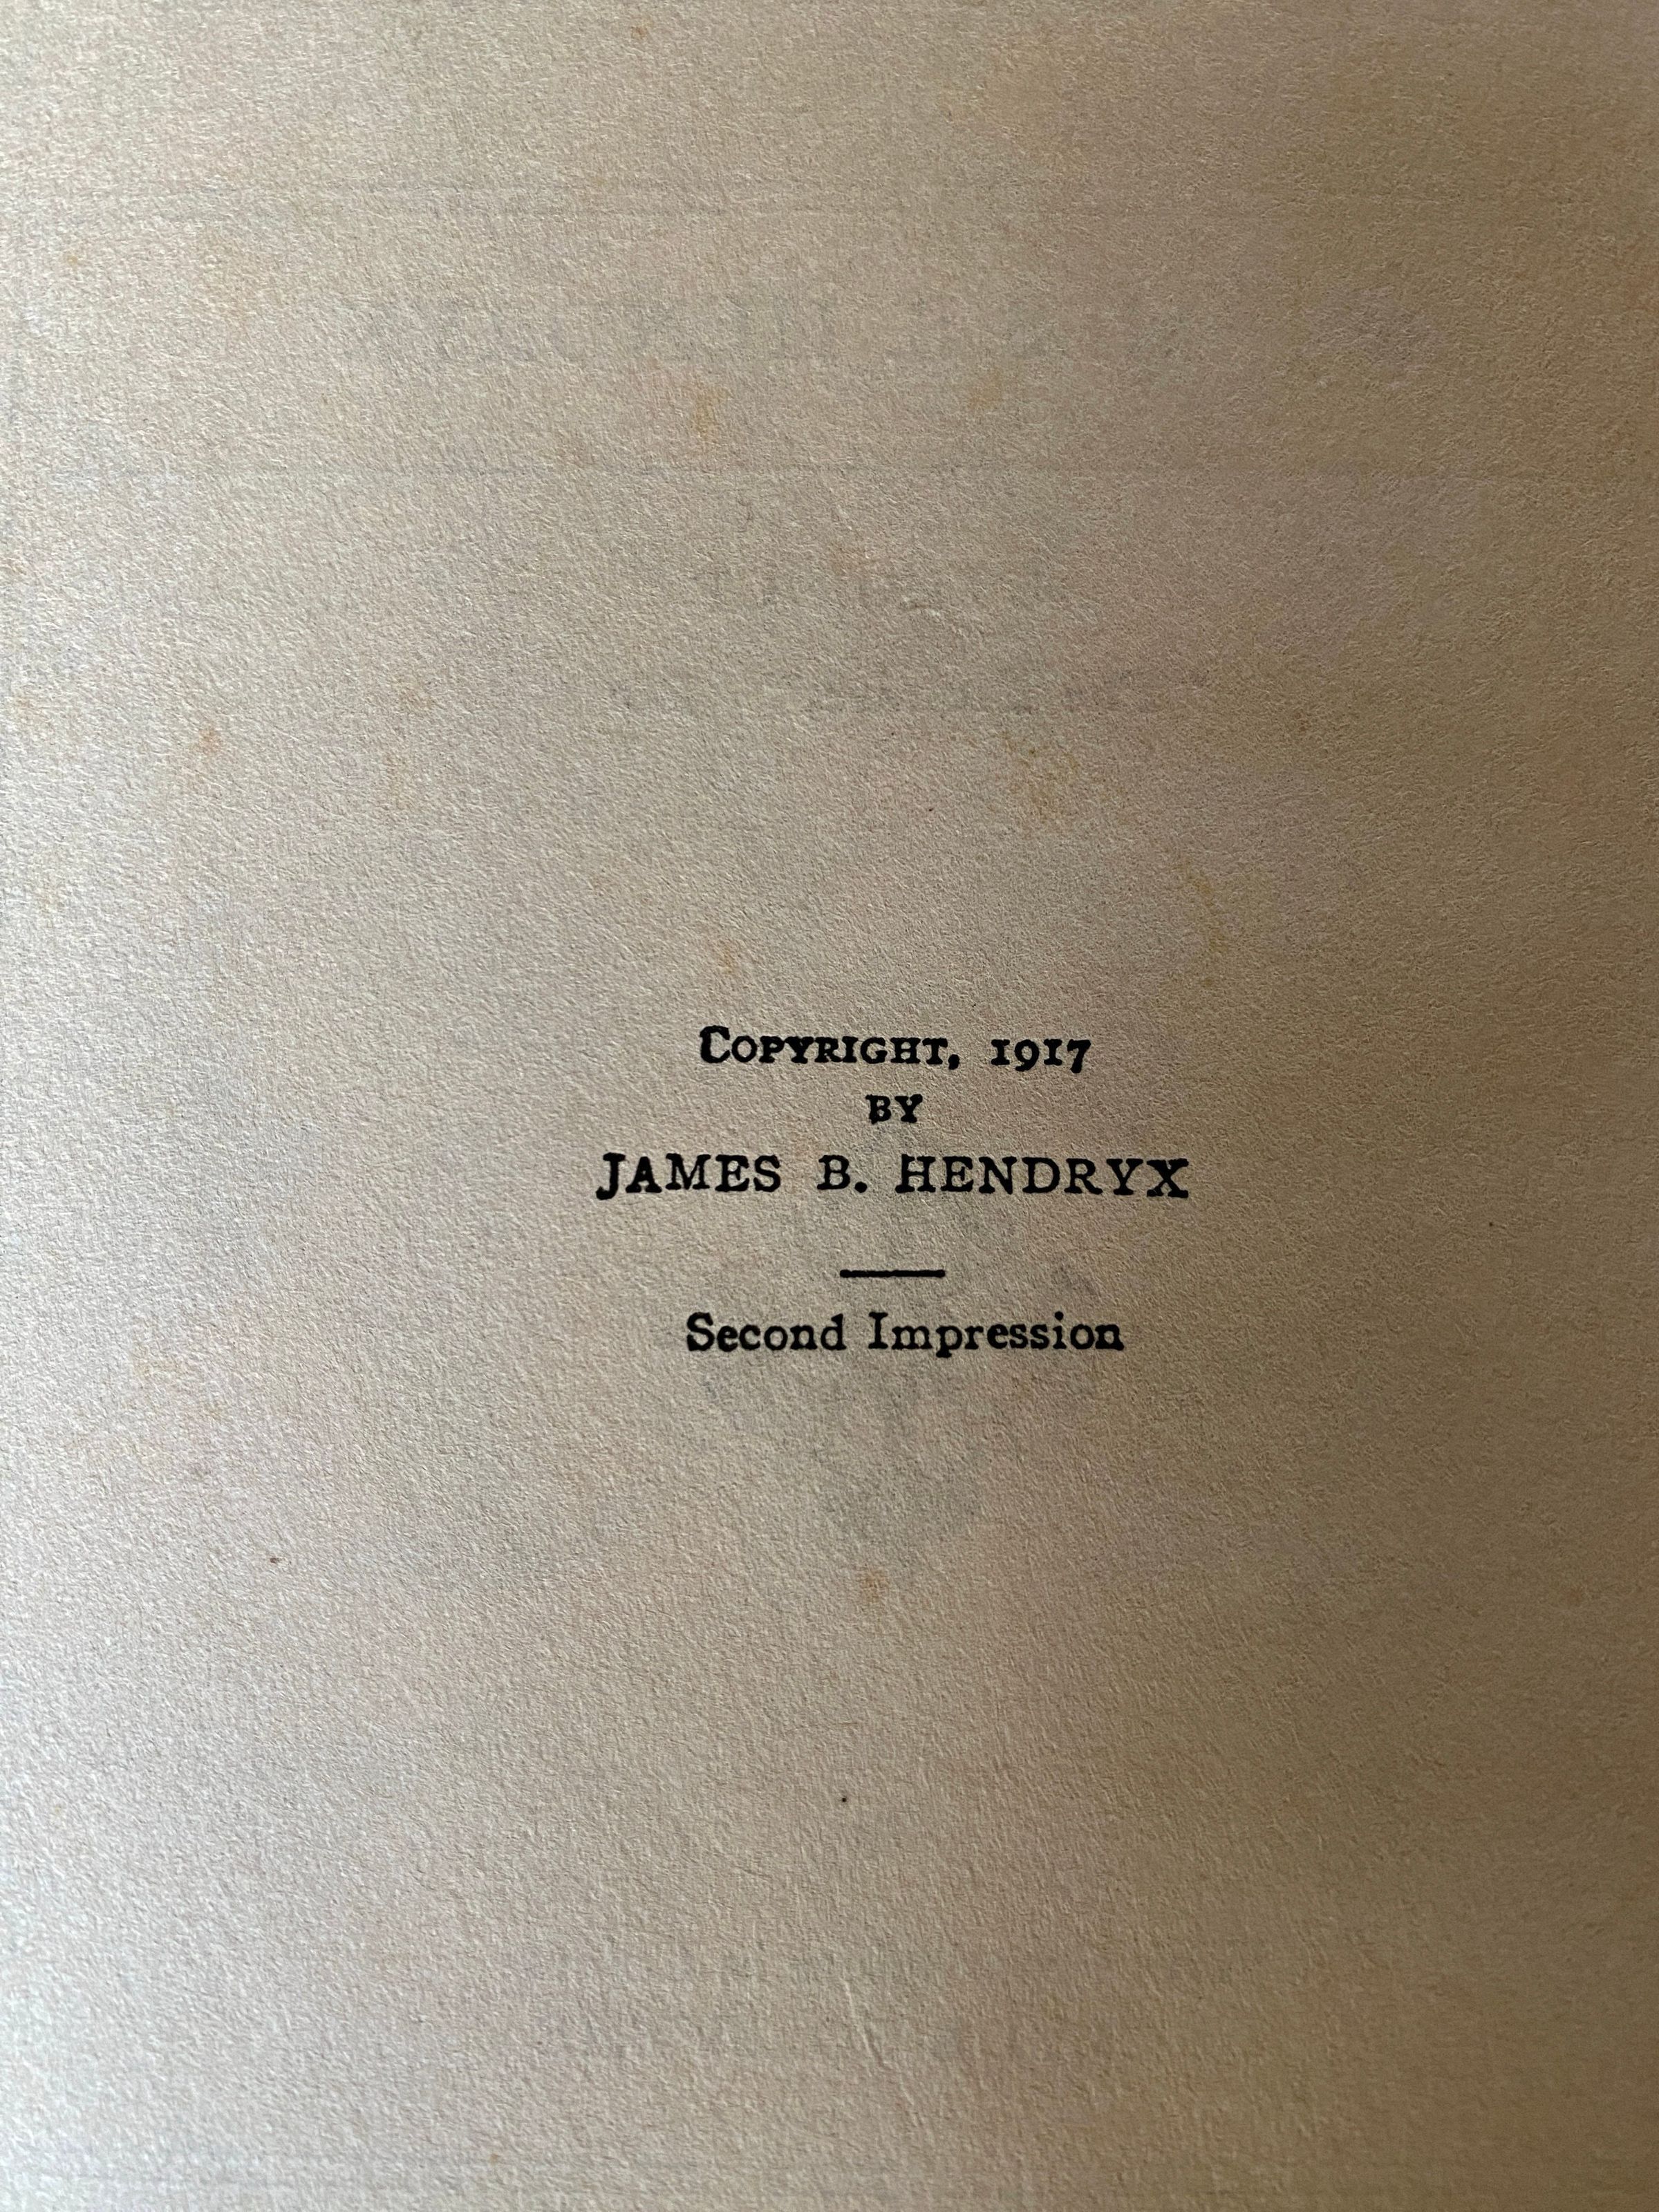 Copyright, 1917
by
JAMES B. HENDRYX
Second Impression